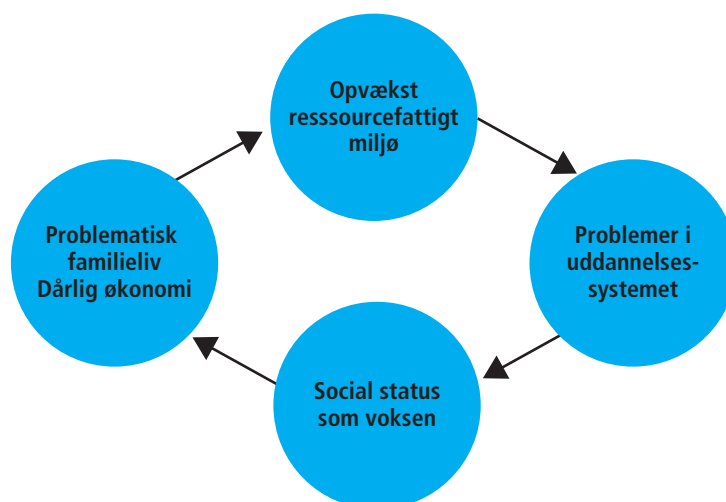 Opvækst
resssourcefattigt
miljø
Problematisk
familieliv
Dårlig økonomi
Problemer i
uddannelses-
systemet
Social status
som voksen